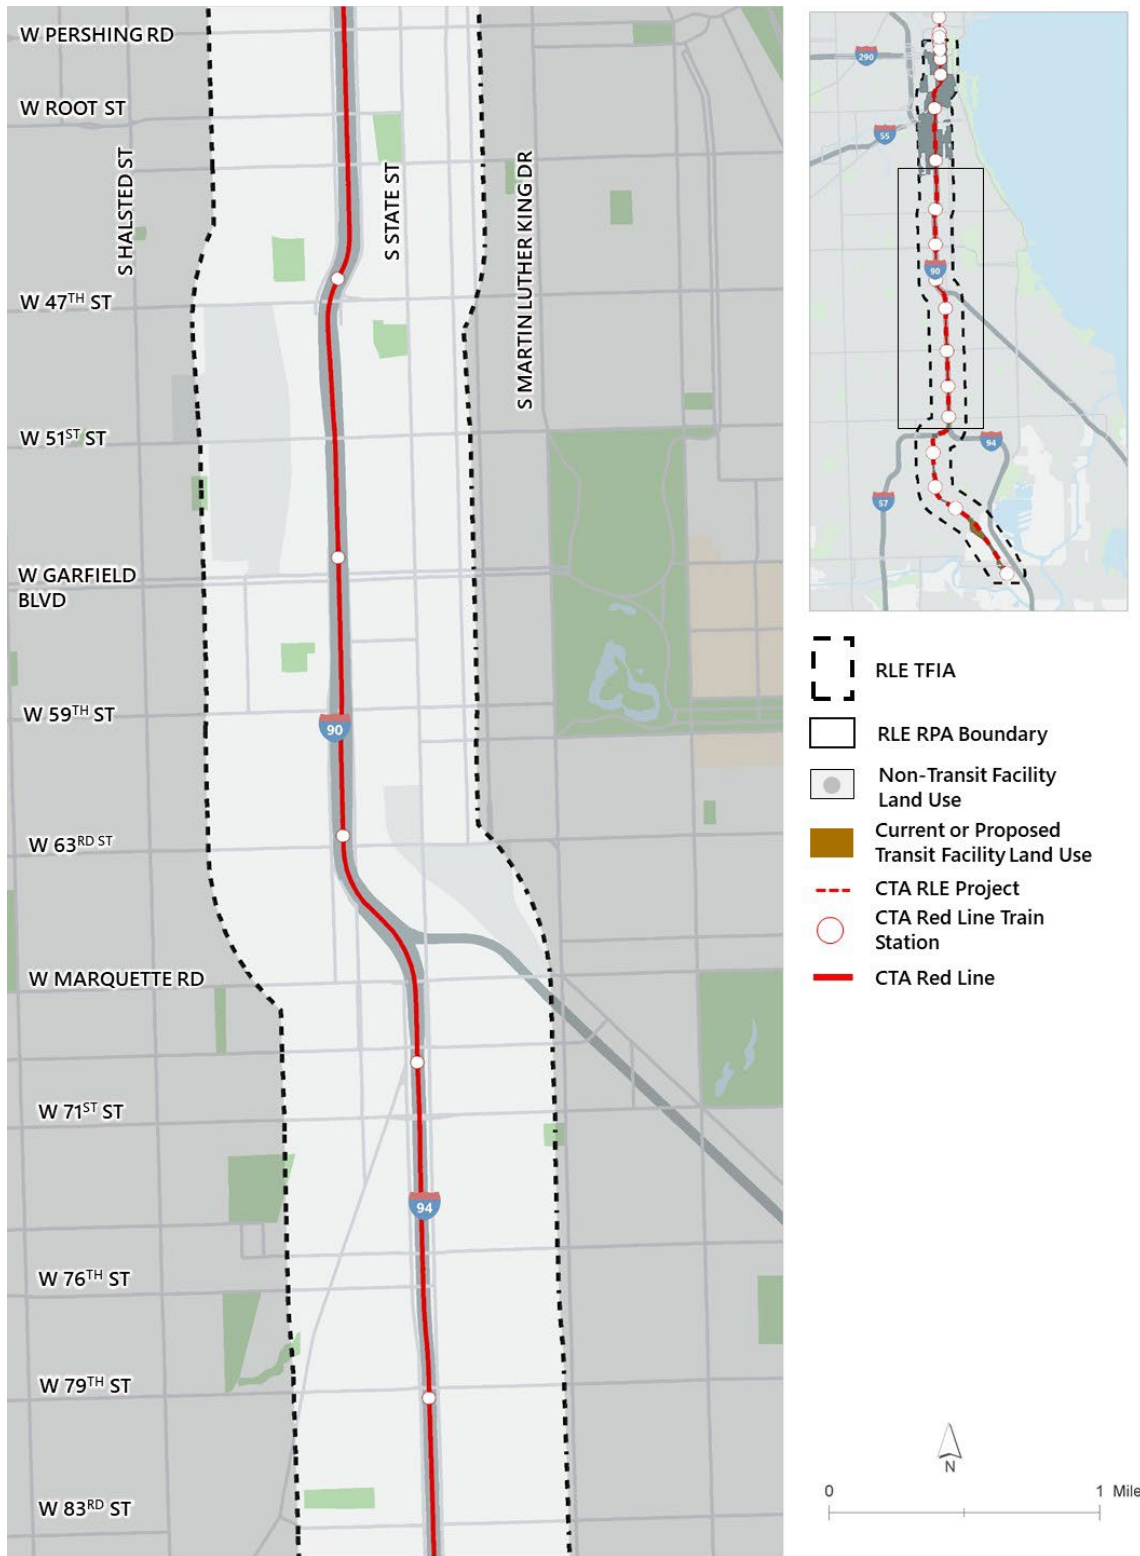 W PERSHING RD
W ROOT ST
S HALSTED ST
S STATE ST
S MARTIN LUTHER KING DR
W 47TH ST
W 51ST ST
W GARFIELD
BLVD
W 59TH ST
90
W 63RD ST
W MARQUETTE RD
W 71ST ST
94
W 76TH ST
W 79TH ST
W 83RD ST
290
55
90
94
57
RLE TFIA
RLE RPA Boundary
Non-Transit Facility
Land Use
Current or Proposed
Transit Facility Land Use
CTA RLE Project
CTA Red Line Train
Station
CTA Red Line
N
0 1 Mile